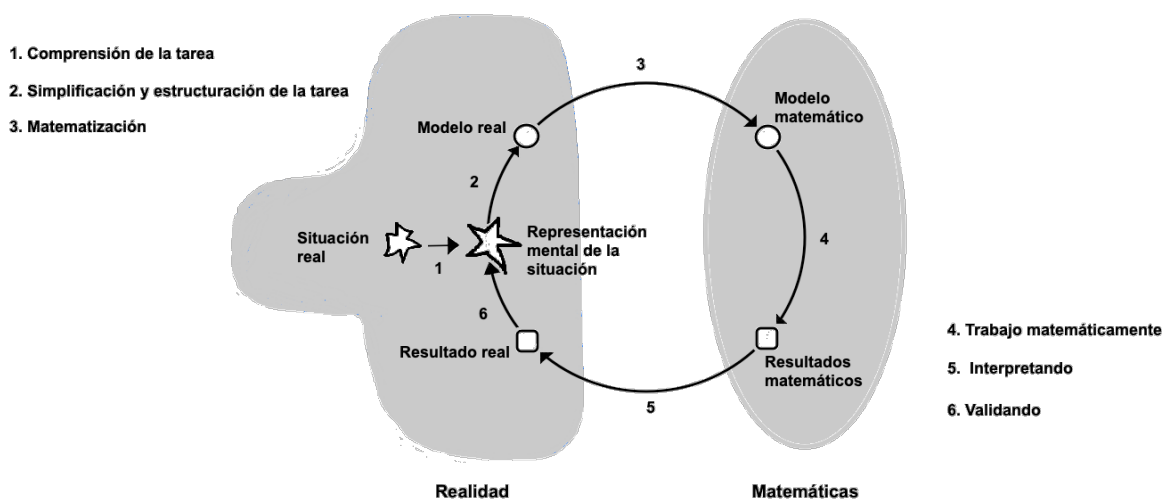 1. Comprensión de la tarea
2. Simplificación y estructuración de la tarea
3. Matematización
3
Modelo real
Modelo
matemático
2
Situación
real
1
Representación
mental de la
situación
4
6
Resultado real
Resultados
matemáticos
5
4. Trabajo matemáticamente
5. Interpretando
6. Validando
Realidad
Matemáticas